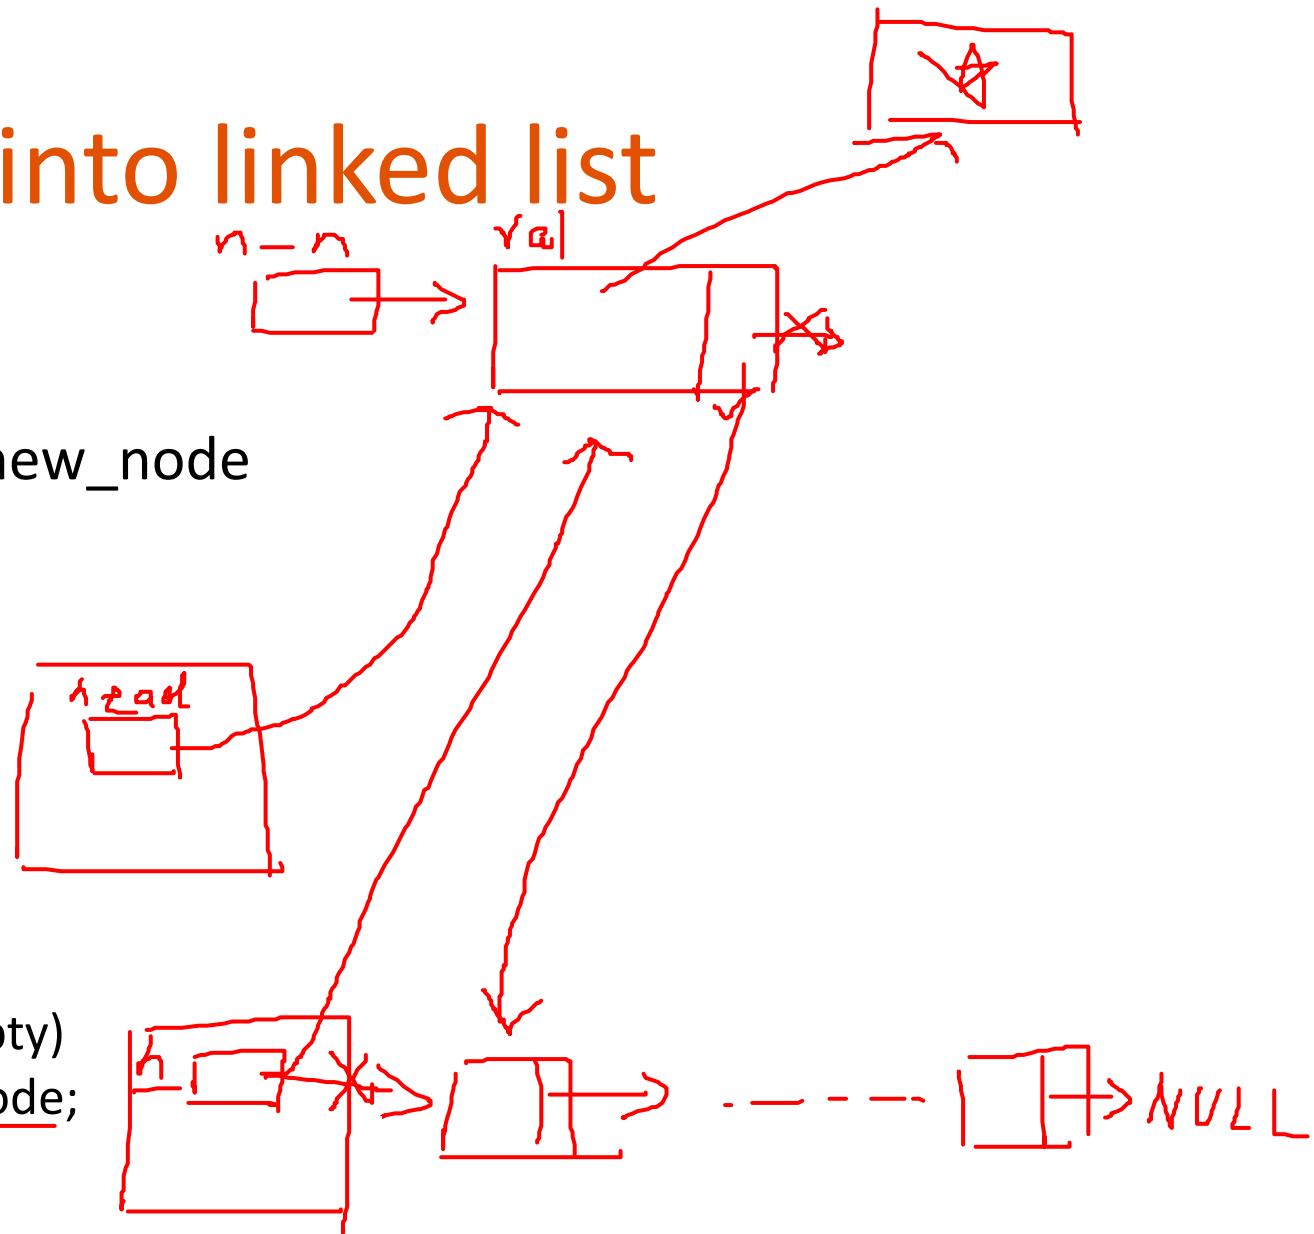 into linked list
n_n
val
new_node
head
pty)
h
ode;
NULL